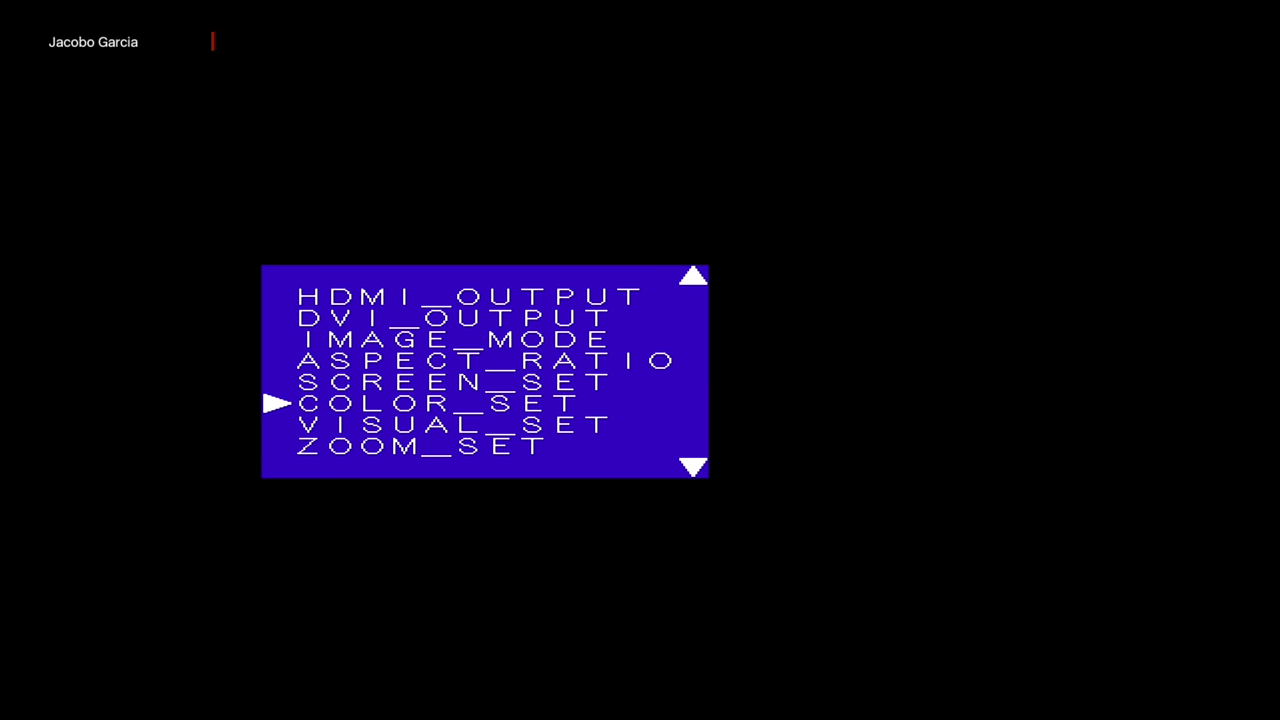 Jacobo Garcia
HDMI_OUTPUT
DVI_OUTPUT
IMAGE_MODE
ASPECT_RATIO
SCREEN_SET
COLOR_SET
VISUAL_SET
ZOOM_SET